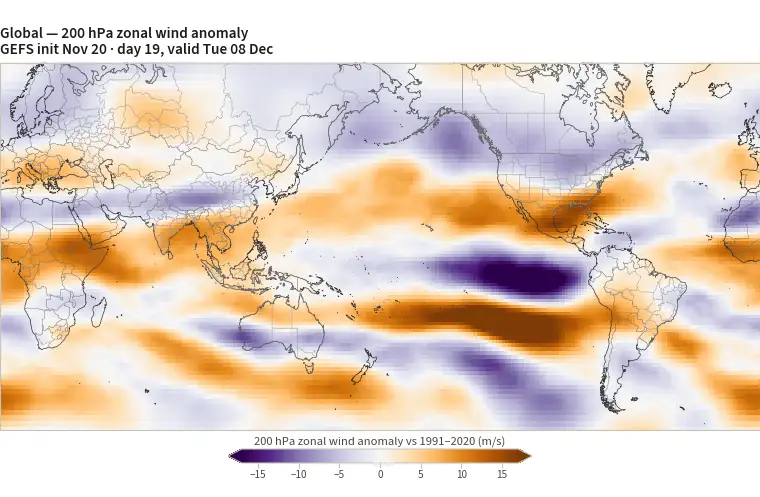 Global — 200 hPa zonal wind anomaly
GEFS init Nov 20 · day 19, valid Tue 08 Dec
200 hPa zonal wind anomaly vs 1991–2020 (m/s)
−15 −10 −5 0 5 10 15